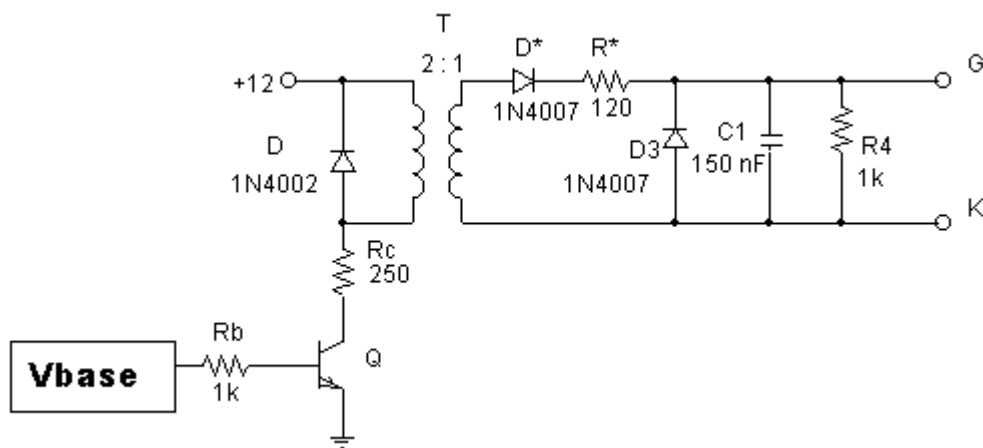 T
2 : 1
D*
R*
G
+12
1N4007
120
D
1N4002
D3
1N4007
C1
150 nF
R4
1k
K
Rc
250
Rb
1k
Q
Vbase